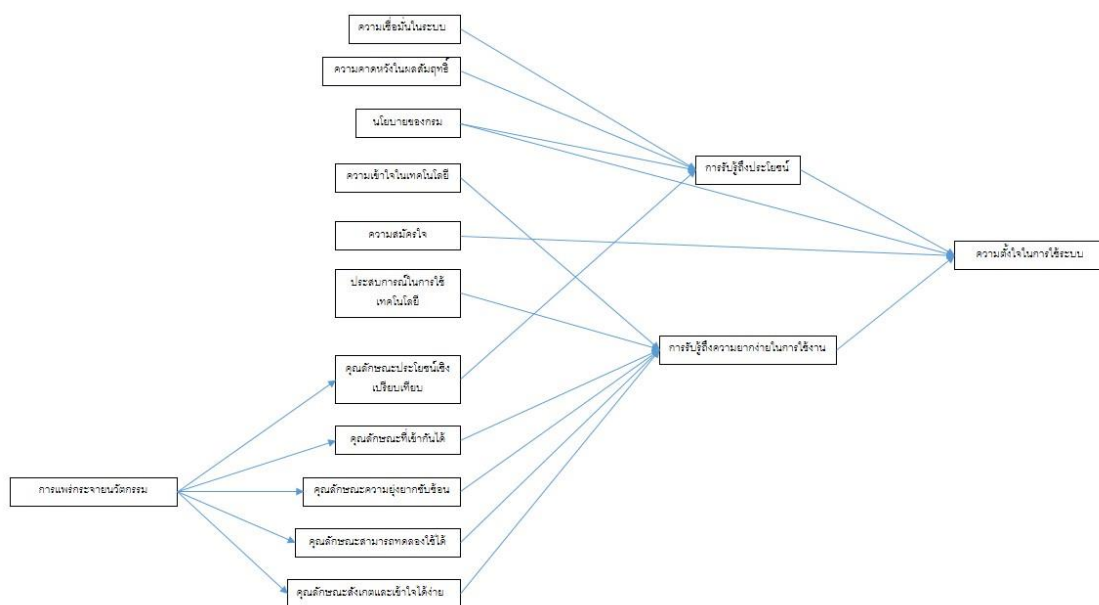 ความเชื่อมั่นในระบบ
ความคาดหวังในผลสัมฤทธิ์
นโยบายของกรม
การรับรู้ถึงประโยชน์
ความเข้าใจในเทคโนโลยี
ความสมัครใจ
ความตั้งใจในการใช้ระบบ
ประสบการณ์ในการใช้
เทคโนโลยี
การรับรู้ถึงความยากง่ายในการใช้งาน
คุณลักษณะประโยชน์เชิง
เปรียบเทียบ
คุณลักษณะที่เข้ากันได้
การแพร่กระจายนวัตกรรม
คุณลักษณะความยุ่งยากซับซ้อน
คุณลักษณะสามารถทดลองใช้ได้
คุณลักษณะสังเกตและเข้าใจได้ง่าย